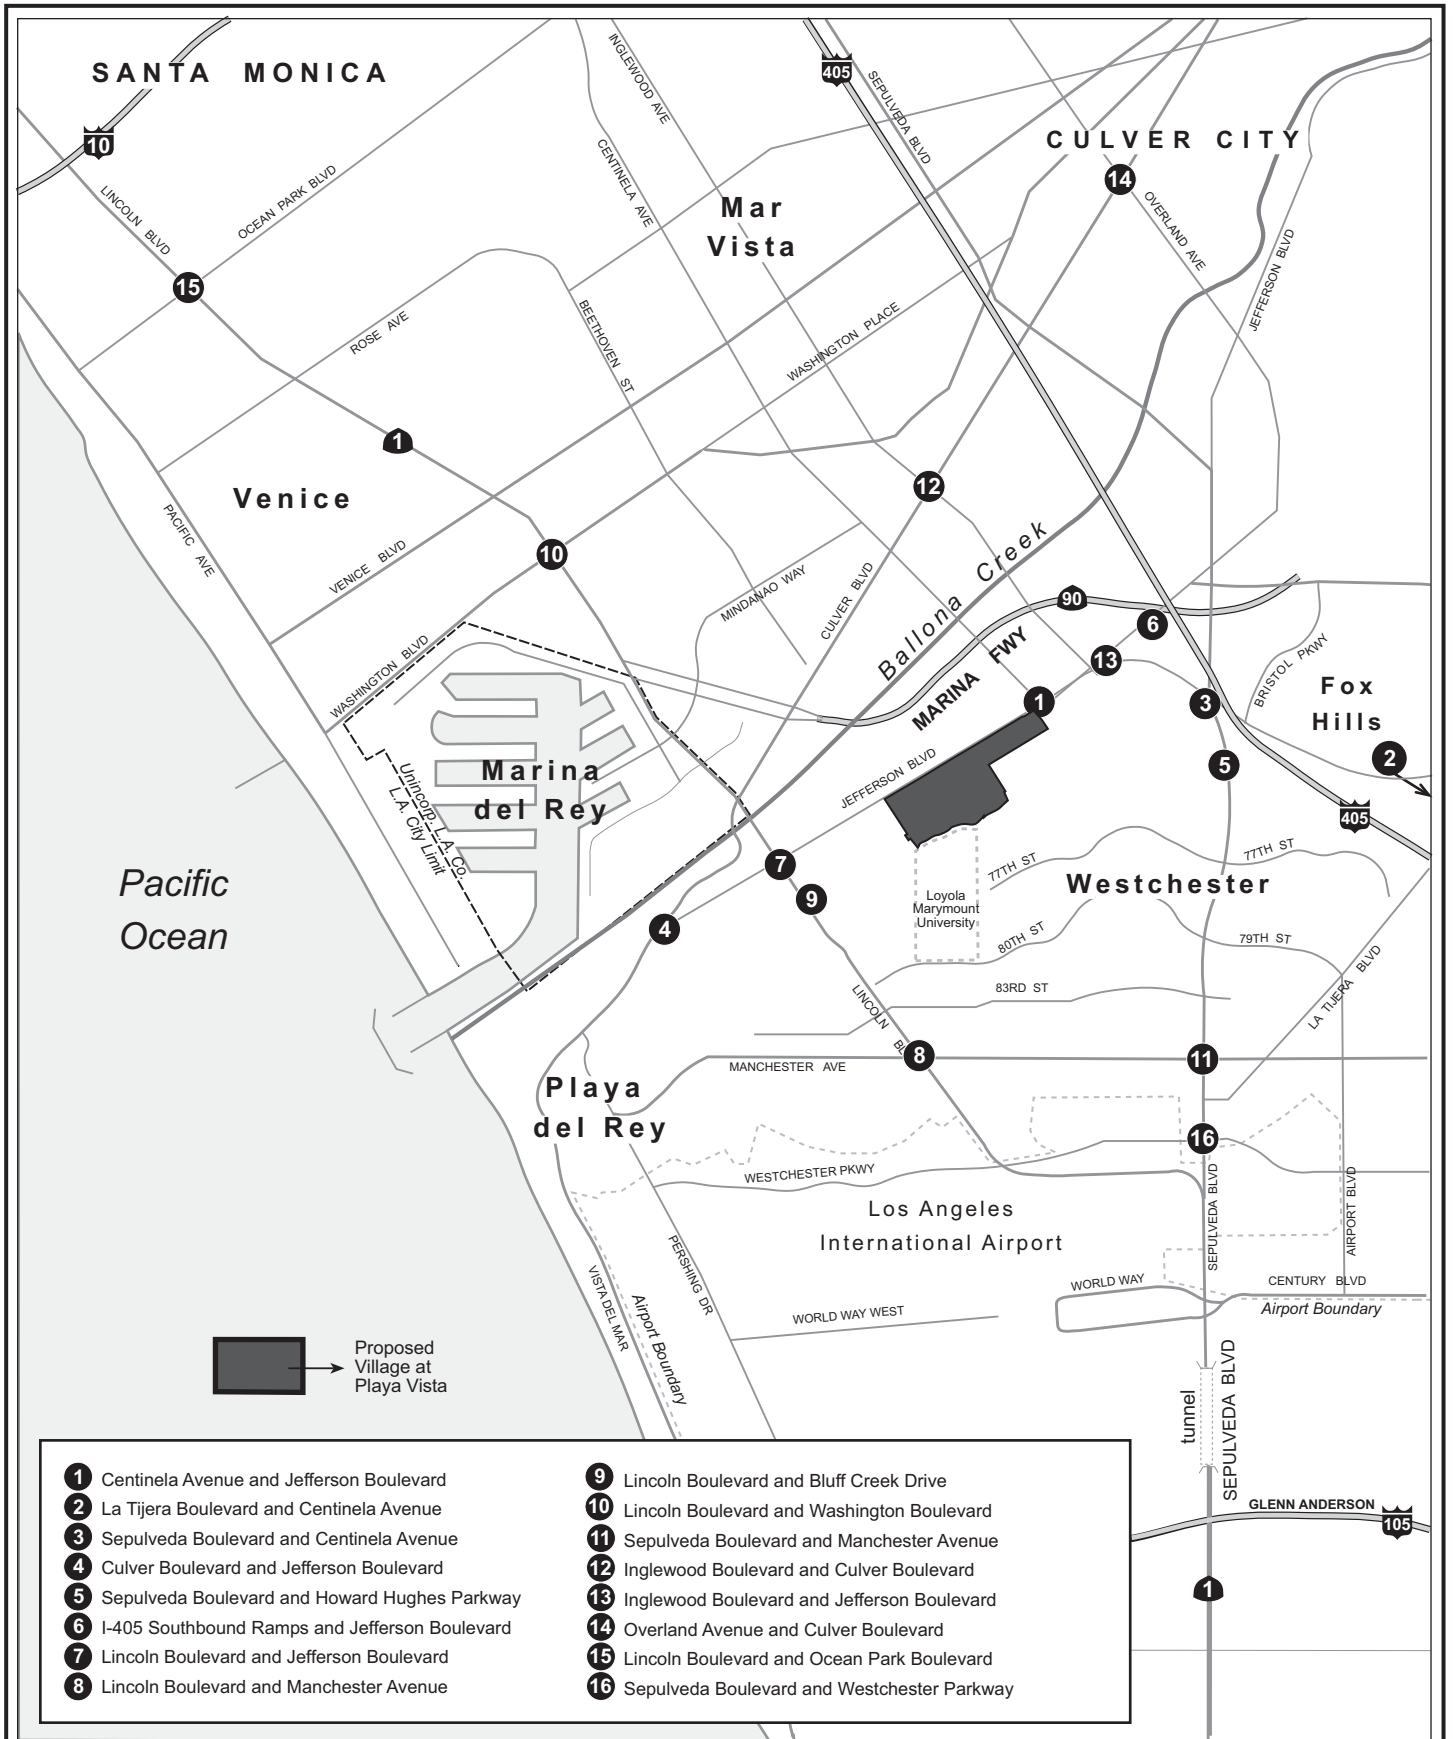 SANTA MONICA
10
LINCOLN BLVD
OCEAN PARK BLVD
15
INGLEWOOD AVE
CENTINELA AVE
405
SEPULVEDA BLVD
CULVER CITY
14
OVERLAND AVE
JEFFERSON BLVD
Mar
Vista
ROSE AVE
BEETHOVEN ST
WASHINGTON PLACE
1
Venice
PACIFIC AVE
VENICE BLVD
10
12
MINDANAO WAY
CULVER BLVD
Ballona Creek
90
MARINA FWY
6
13
1
3
5
BRISTOL PKWY
Fox
Hills
2
405
WASHINGTON BLVD
Unincorp. L.A. Co.
L.A. City Limit
Marina
del Rey
JEFFERSON BLVD
7
9
4
Loyola
Marymount
University
77TH ST
77TH ST
Westchester
80TH ST
79TH ST
83RD ST
LA TIJERA BLVD
Pacific
Ocean
LINCOLN BL
8
MANCHESTER AVE
11
Playa
del Rey
16
WESTCHESTER PKWY
Los Angeles
International Airport
SEPULVEDA BLVD
AIRPORT BLVD
PERSHING DR
VISTA DEL MAR
Airport Boundary
WORLD WAY
CENTURY BLVD
Airport Boundary
WORLD WAY WEST
Proposed
Village at
Playa Vista
tunnel
SEPULVEDA BLVD
GLENN ANDERSON
105
1
1 Centinela Avenue and Jefferson Boulevard
2 La Tijera Boulevard and Centinela Avenue
3 Sepulveda Boulevard and Centinela Avenue
4 Culver Boulevard and Jefferson Boulevard
5 Sepulveda Boulevard and Howard Hughes Parkway
6 I-405 Southbound Ramps and Jefferson Boulevard
7 Lincoln Boulevard and Jefferson Boulevard
8 Lincoln Boulevard and Manchester Avenue
9 Lincoln Boulevard and Bluff Creek Drive
10 Lincoln Boulevard and Washington Boulevard
11 Sepulveda Boulevard and Manchester Avenue
12 Inglewood Boulevard and Culver Boulevard
13 Inglewood Boulevard and Jefferson Boulevard
14 Overland Avenue and Culver Boulevard
15 Lincoln Boulevard and Ocean Park Boulevard
16 Sepulveda Boulevard and Westchester Parkway